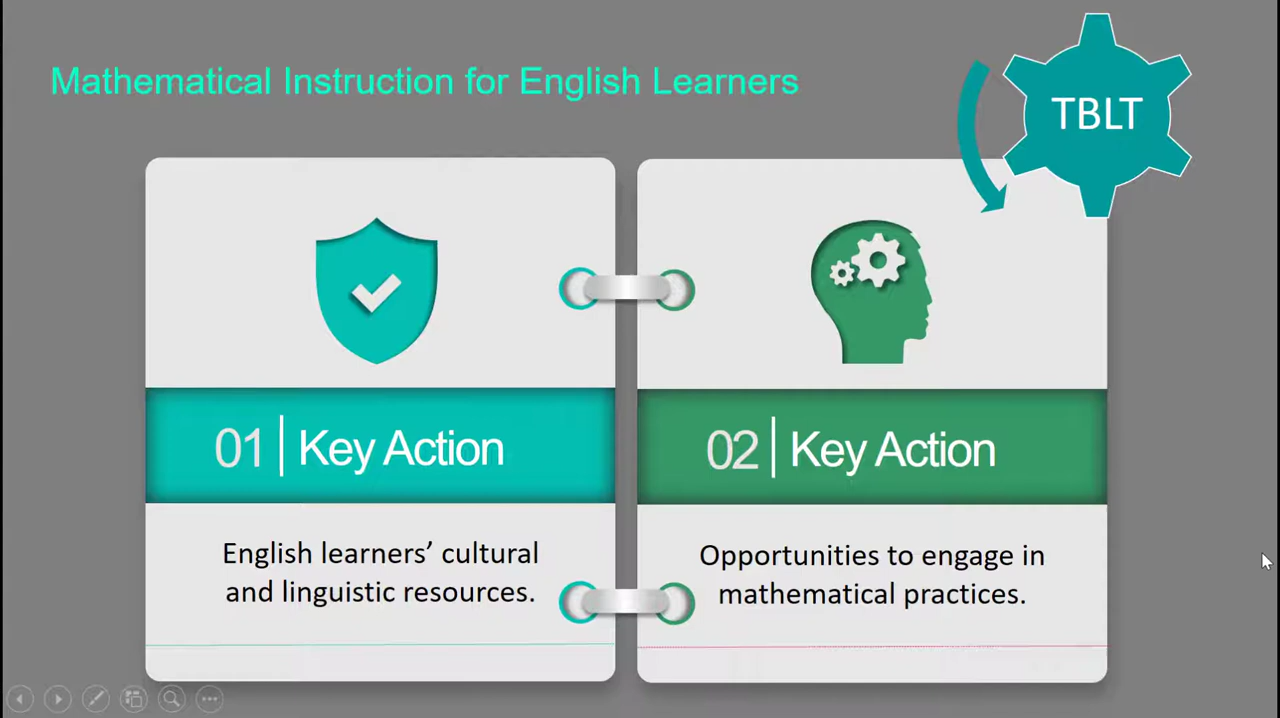 Mathematical Instruction for English Learners
TBLT
01 | Key Action
English learners’ cultural
and linguistic resources.
02 | Key Action
Opportunities to engage in
mathematical practices.